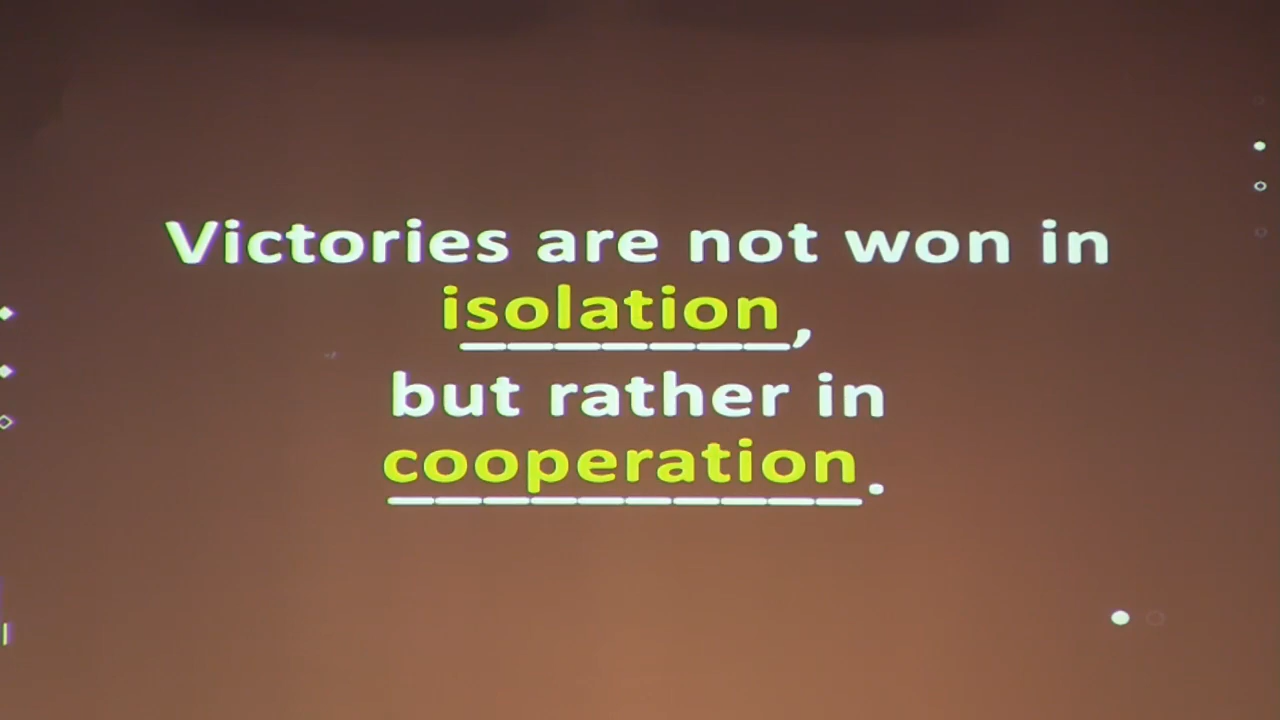 Victories are not won in
isolation,
but rather in
cooperation.